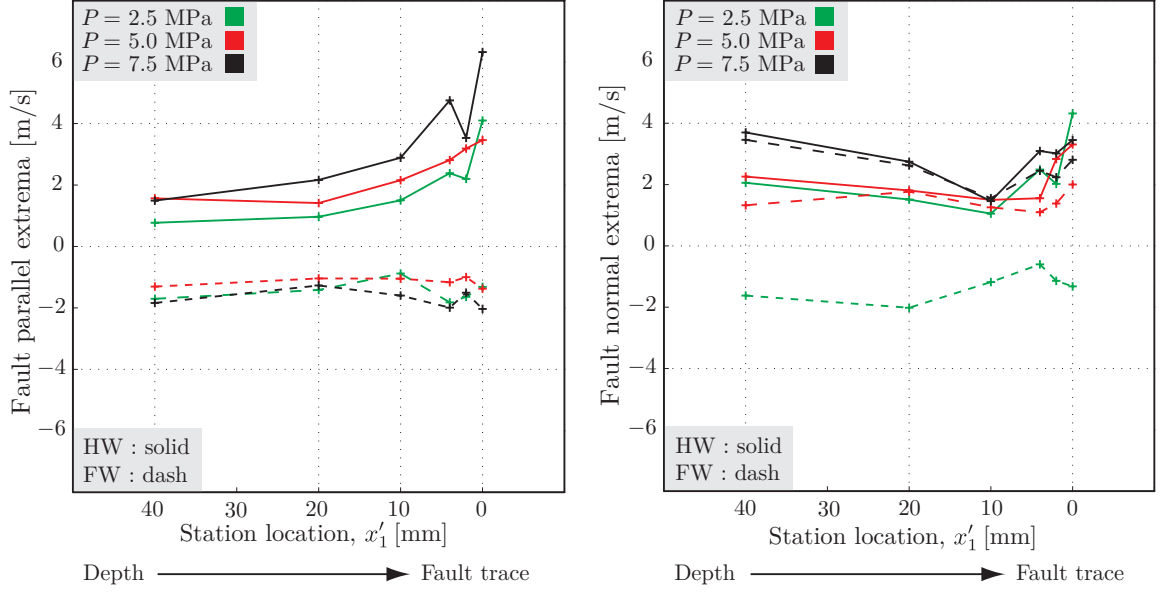 P = 2.5 MPa
P = 5.0 MPa
P = 7.5 MPa
Fault parallel extrema [m/s]
6
4
2
0
−2
−4
−6
HW : solid
FW : dash
40 30 20 10 0
Station location, x′₁ [mm]
Depth Fault trace
P = 2.5 MPa
P = 5.0 MPa
P = 7.5 MPa
Fault normal extrema [m/s]
6
4
2
0
−2
−4
−6
HW : solid
FW : dash
40 30 20 10 0
Station location, x′₁ [mm]
Depth Fault trace